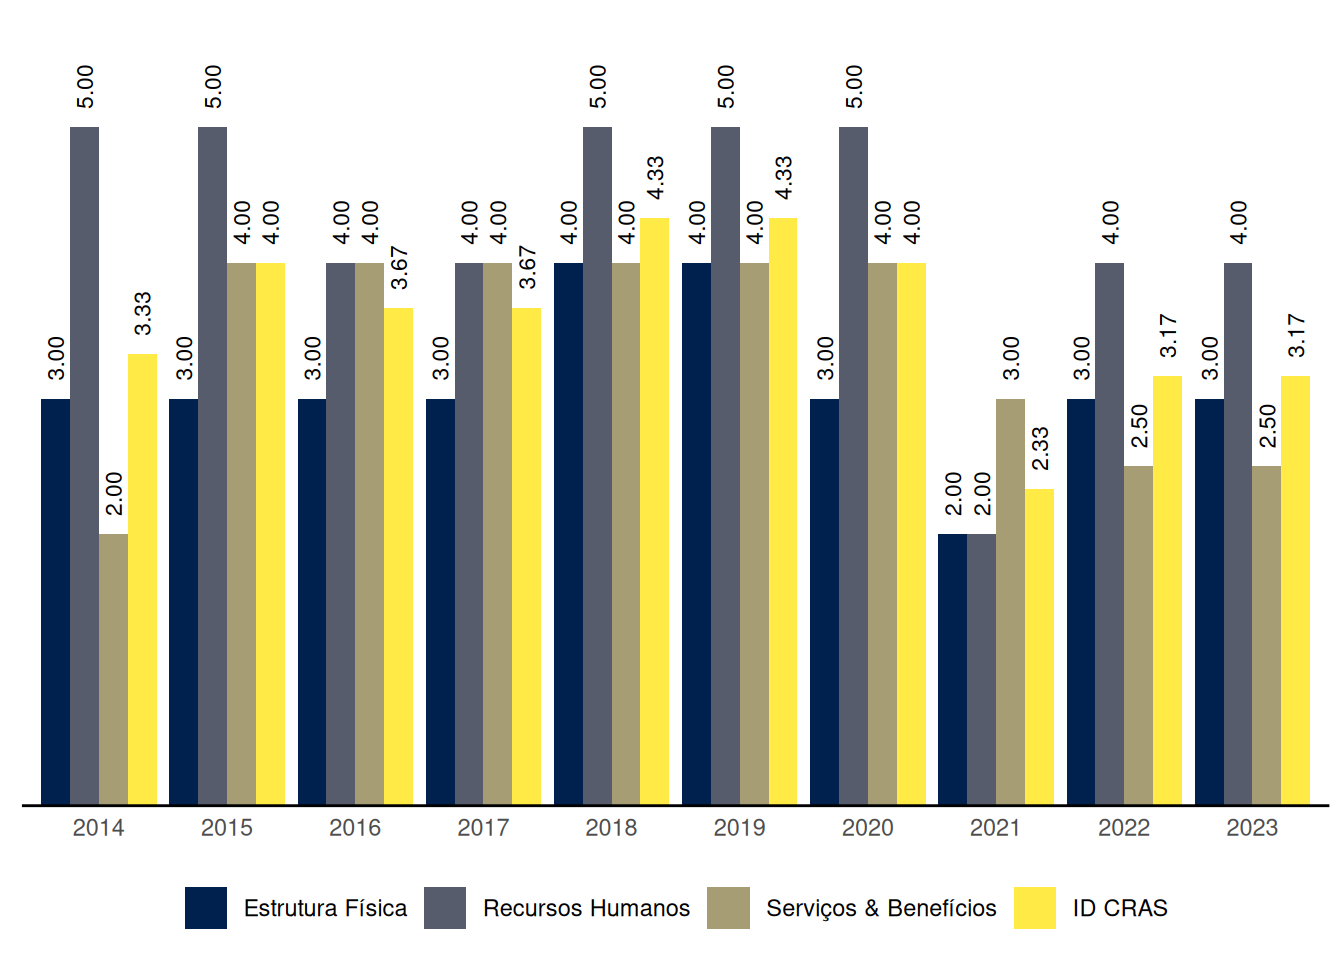 5.00 5.00 5.00 5.00 5.00
4.33 4.33
4.00 4.00 4.00 4.00 4.00 4.00 4.00 4.00 4.00 4.00 4.00 4.00 4.00 4.00
3.67 3.67
3.33 3.17 3.17
3.00 3.00 3.00 3.00 3.00 3.00 3.00 3.00
2.50 2.50
2.33
2.00 2.00 2.00
2014 2015 2016 2017 2018 2019 2020 2021 2022 2023
Estrutura Física Recursos Humanos Serviços & Benefícios ID CRAS